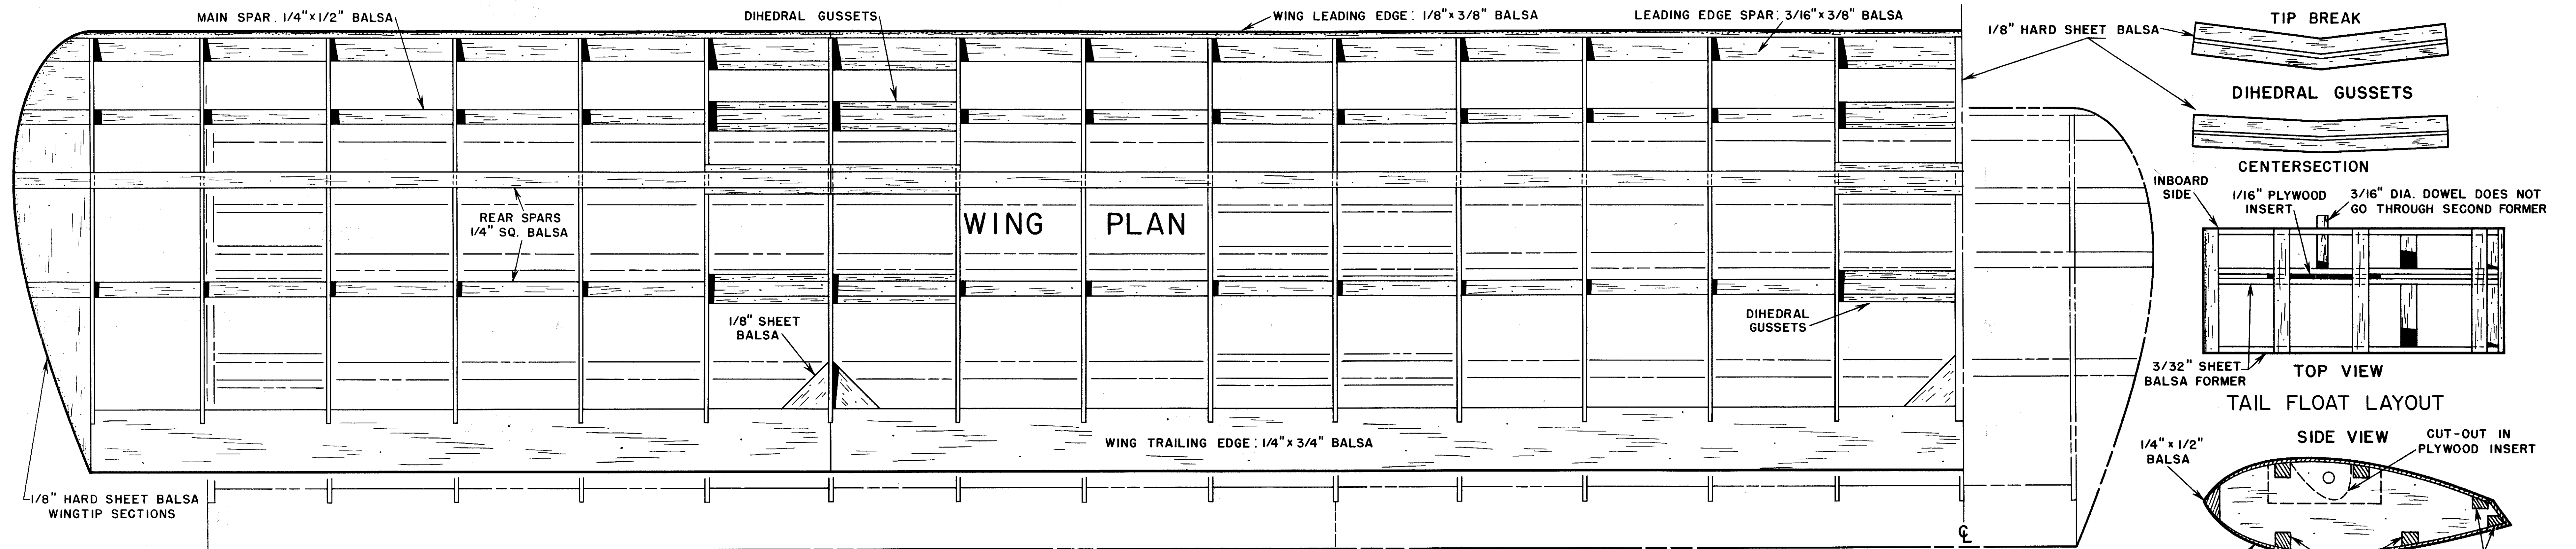 MAIN SPAR. 1/4" x 1/2" BALSA
DIHEDRAL GUSSETS
WING LEADING EDGE: 1/8" x 3/8" BALSA
LEADING EDGE SPAR: 3/16" x 3/8" BALSA
1/8" HARD SHEET BALSA
TIP BREAK
DIHEDRAL GUSSETS
CENTERSECTION
REAR SPARS
1/4" SQ. BALSA
WING PLAN
1/8" SHEET
BALSA
DIHEDRAL
GUSSETS
WING TRAILING EDGE: 1/4" x 3/4" BALSA
1/8" HARD SHEET BALSA
WINGTIP SECTIONS
℄
INBOARD
SIDE
1/16" PLYWOOD
INSERT
3/16" DIA. DOWEL DOES NOT
GO THROUGH SECOND FORMER
3/32" SHEET
BALSA FORMER
TOP VIEW
TAIL FLOAT LAYOUT
SIDE VIEW
1/4" x 1/2"
BALSA
CUT-OUT IN
PLYWOOD INSERT